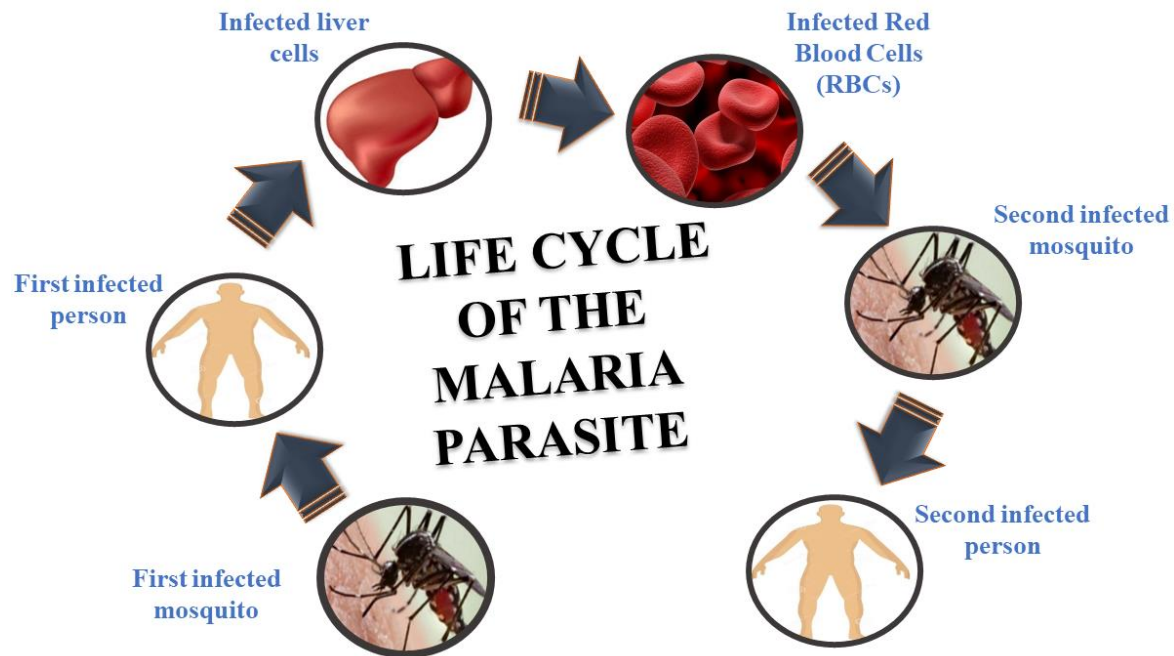 Infected liver
cells
Infected Red
Blood Cells
(RBCs)
Second infected
mosquito
First infected
person
LIFE CYCLE
OF THE
MALARIA
PARASITE
Second infected
person
First infected
mosquito